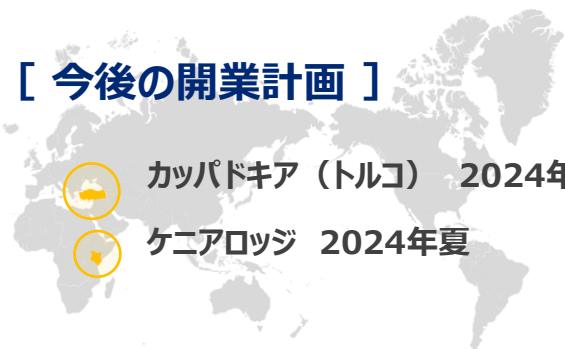 ［ 今後の開業計画 ］
カッパドキア（トルコ） 2024年
ケニアロッジ 2024年夏